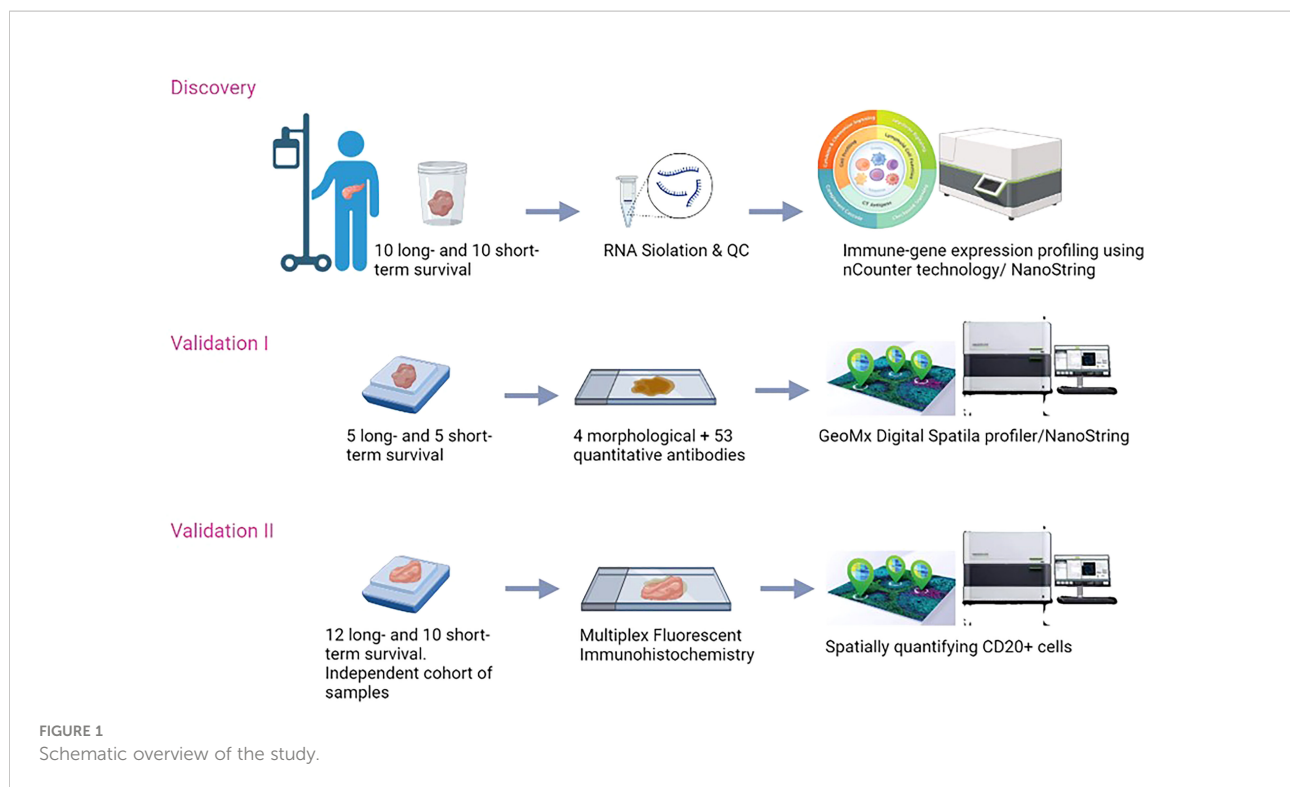 Discovery
10 long- and 10 short-
term survival
RNA Siolation & QC
Immune-gene expression profiling using
nCounter technology/ NanoString
CT Antigens
Validation I
5 long- and 5 short-
term survival
4 morphological + 53
quantitative antibodies
GeoMx Digital Spatila profiler/NanoString
Validation II
12 long- and 10 short-
term survival.
Independent cohort of
samples
Multiplex Fluorescent
Immunohistochemistry
Spatially quantifying CD20+ cells
FIGURE 1
Schematic overview of the study.